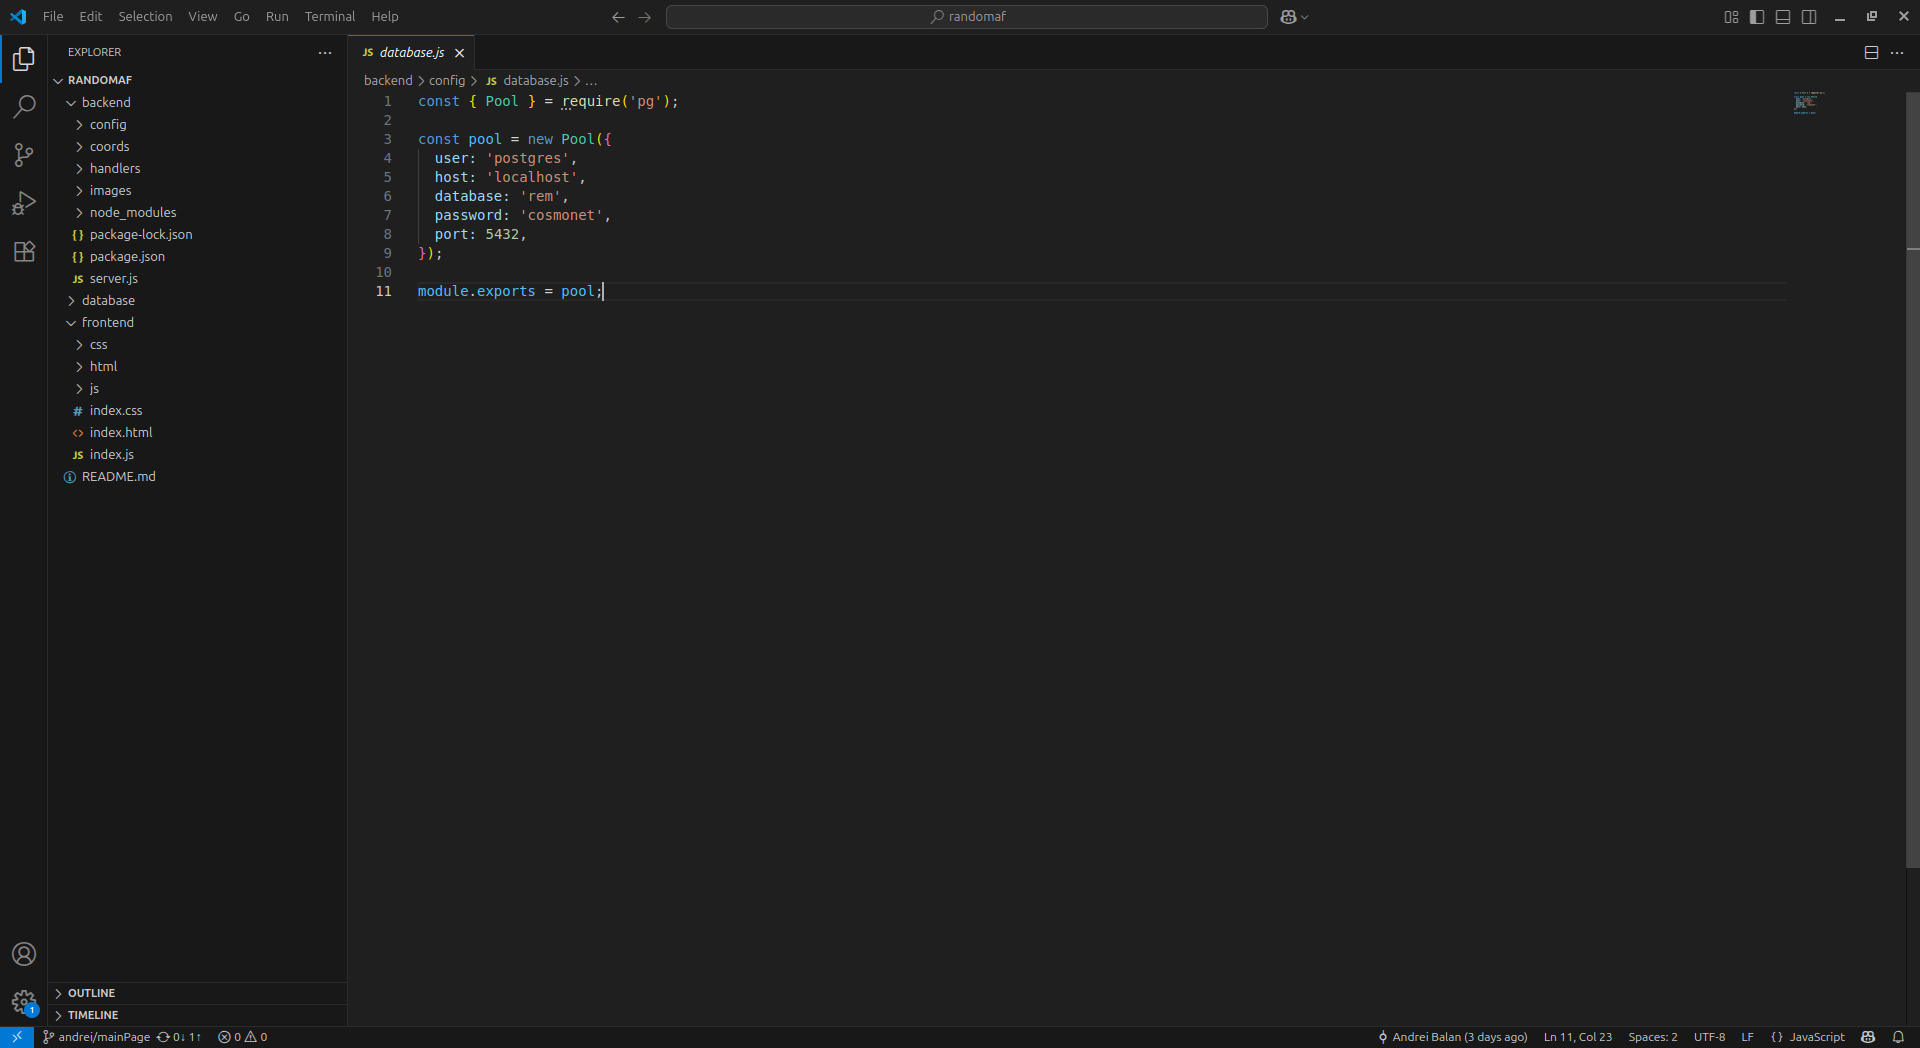 File Edit Selection View Go Run Terminal Help
randomaf
EXPLORER
RANDOMAF
backend
config
coords
handlers
images
node_modules
{} package-lock.json
{} package.json
JS server.js
database
frontend
css
html
js
# index.css
<> index.html
JS index.js
README.md
OUTLINE
TIMELINE
JS database.js
backend > config > JS database.js > ...
1 const { Pool } = require('pg');
2
3 const pool = new Pool({
4 user: 'postgres',
5 host: 'localhost',
6 database: 'rem',
7 password: 'cosmonet',
8 port: 5432,
9 });
10
11 module.exports = pool;
1
andrei/mainPage 0↓ 1↑ 0 0
Andrei Balan (3 days ago) Ln 11, Col 23 Spaces: 2 UTF-8 LF {} JavaScript